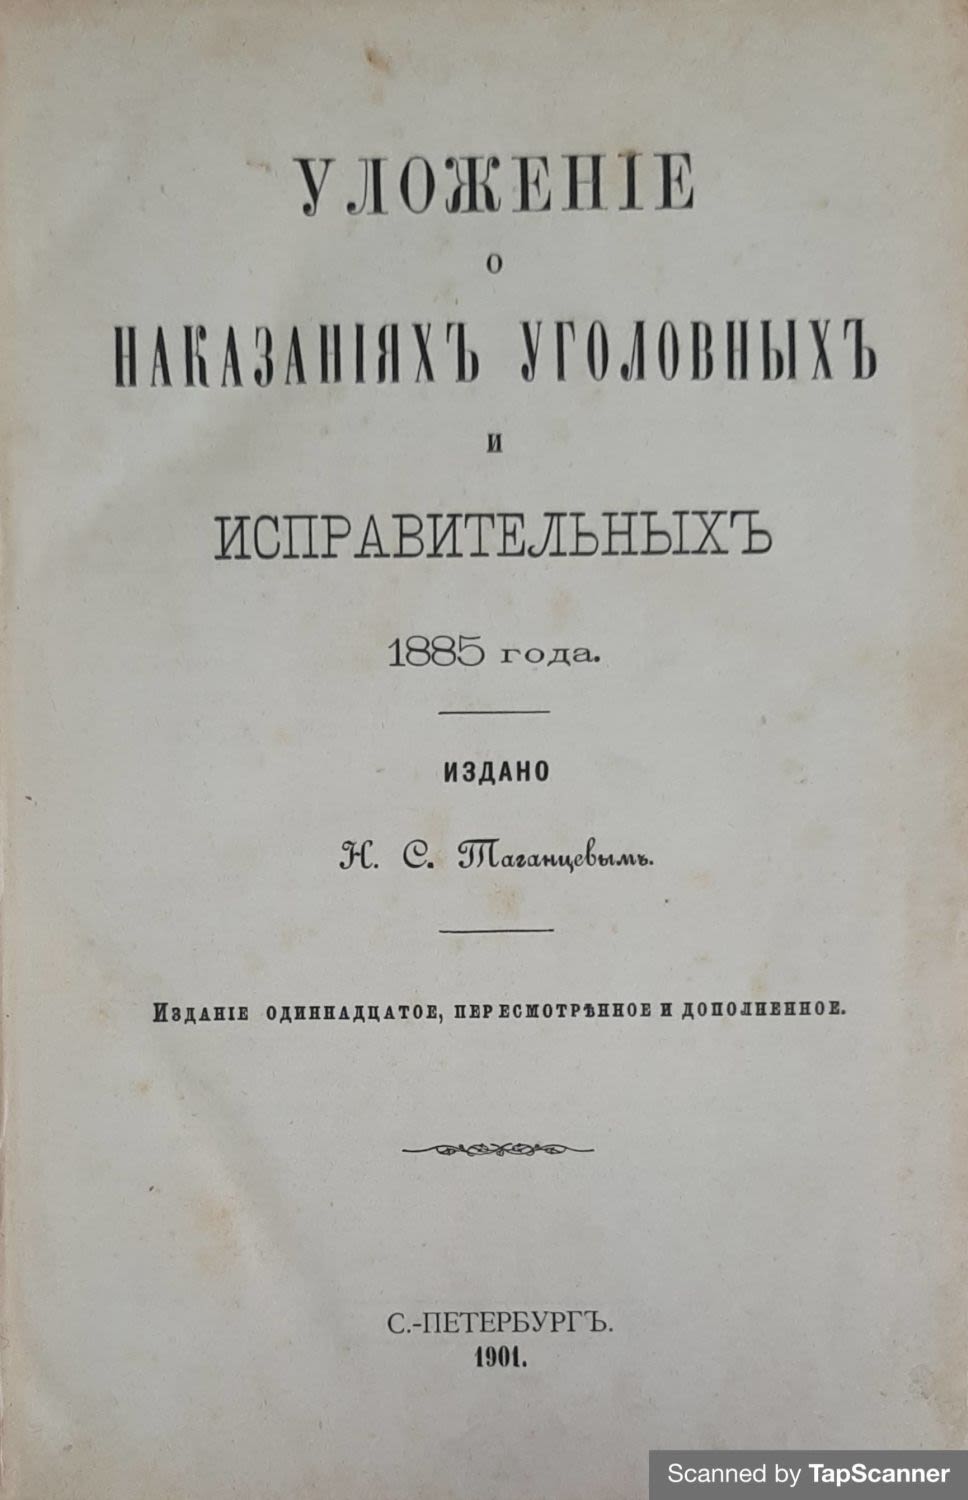 УЛОЖЕНІЕ
О
НАКАЗАНІЯХЪ УГОЛОВНЫХЪ
И
ИСПРАВИТЕЛЬНЫХЪ
1885 года.
ИЗДАНО
Н. С. Таганцевымъ.
Изданіе одиннадцатое, пересмотрѣнное и дополненное.
С.-ПЕТЕРБУРГЪ.
1901.
Scanned by TapScanner